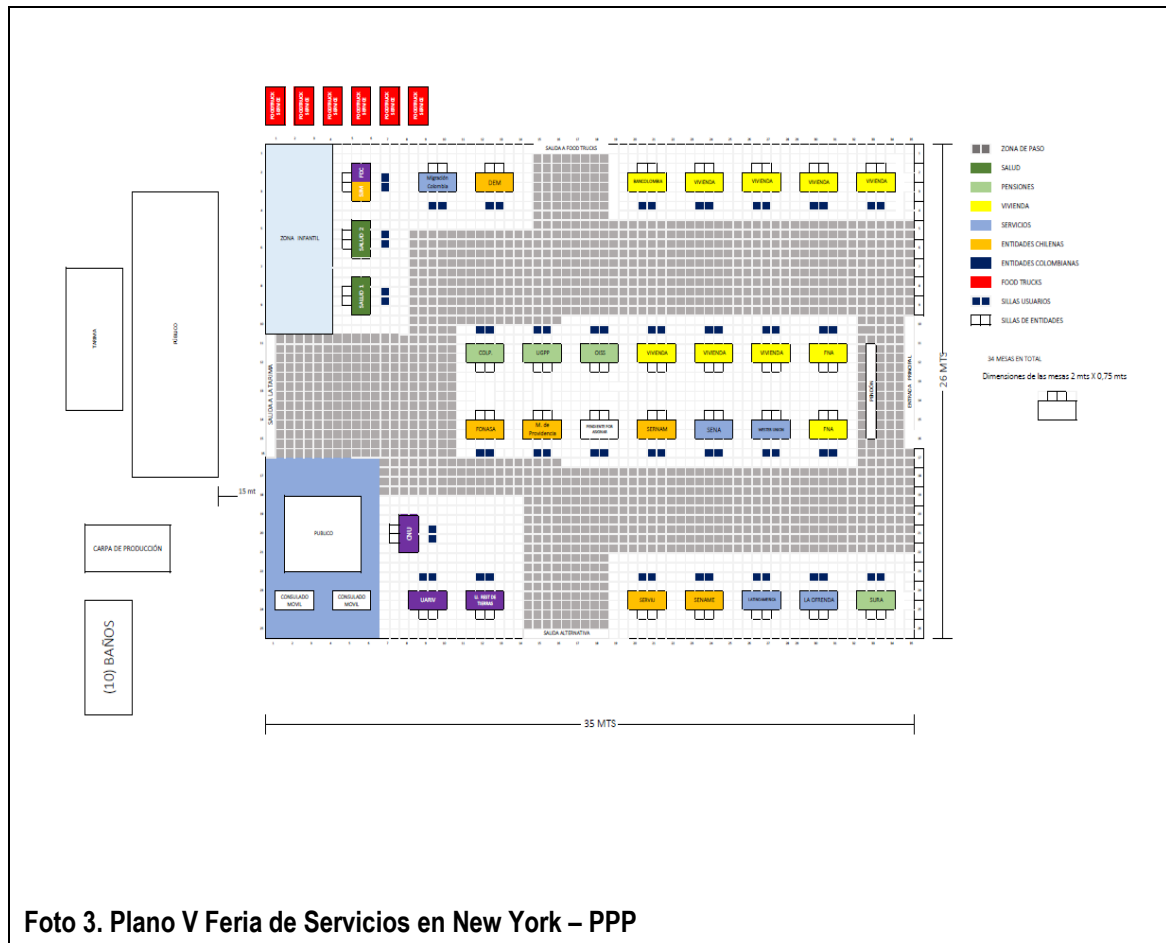 SALIDA A FOOD TRUCKS
ZONA INFANTIL
SALUD 2
SALUD 1
Migración
Colombia
DEM
BANCOLOMBIA
VIVIENDA
VIVIENDA
VIVIENDA
VIVIENDA
ZONA DE PASO
SALUD
PENSIONES
VIVIENDA
SERVICIOS
ENTIDADES CHILENAS
ENTIDADES COLOMBIANAS
FOOD TRUCKS
SILLAS USUARIOS
SILLAS DE ENTIDADES
TARIMA
PÚBLICO
SALIDA A LA TARIMA
COLP.
UGPP
OISS
VIVIENDA
VIVIENDA
VIVIENDA
FNA
ENTRADA PRINCIPAL
26 MTS
34 MESAS EN TOTAL
Dimensiones de las mesas 2 mts X 0,75 mts
FONASA
M. de
Providencia
SERNAM
SENA
FNA
15 mt
PUBLICO
CARPA DE PRODUCCIÓN
CONSULADO
MOVIL
CONSULADO
MOVIL
UARIV
U. REST DE
TIERRAS
SERVIU
SENAME
LATINOAMERICA
LA OFRENDA
SURA
(10) BAÑOS
SALIDA ALTERNATIVA
35 MTS
Foto 3. Plano V Feria de Servicios en New York – PPP